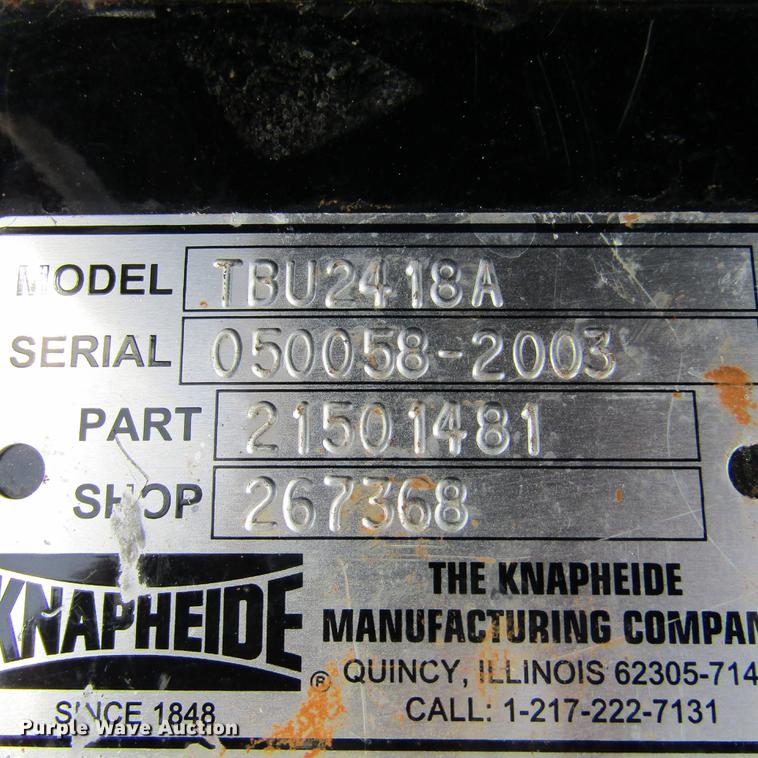 MODEL TBU2418A
SERIAL 050058-2003
PART 21501481
SHOP 267368
KNAPHEIDE
®
SINCE 1848
THE KNAPHEIDE
MANUFACTURING COMPAN
QUINCY, ILLINOIS 62305-714
CALL: 1-217-222-7131
Purple Wave Auction